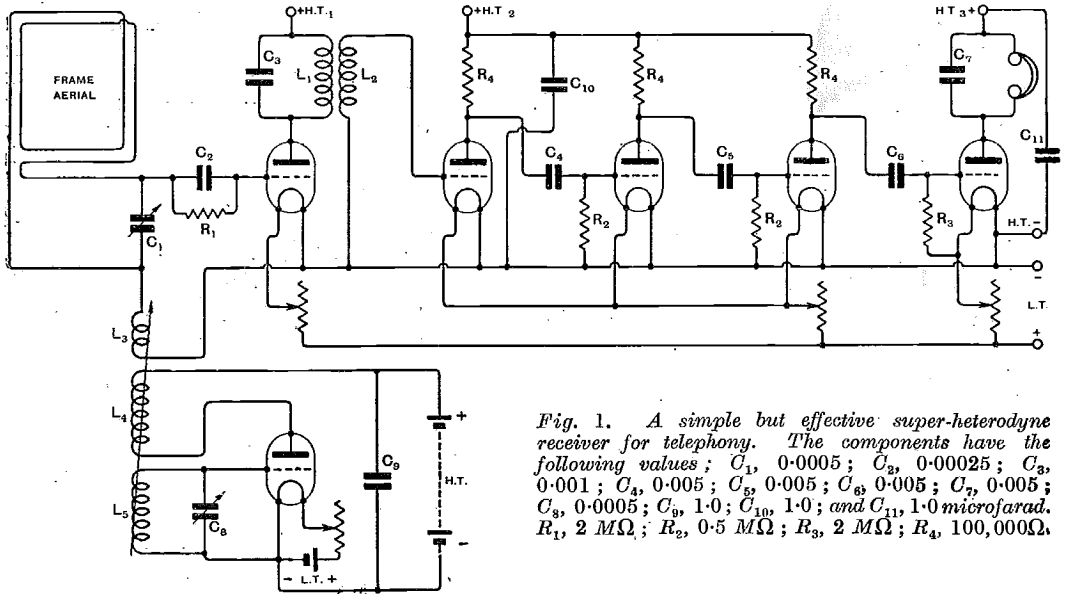 +H.T.1
+H.T.2
H.T.3+
FRAME
AERIAL
C3
L1
L2
R4
C10
R4
R4
C7
C11
C2
R1
C1
C4
R2
C5
R2
C6
R3
H.T.-
-
L.T.
+
L3
L4
L5
C8
C9
+
H.T.
-
- L.T. +
Fig. 1. A simple but effective super-heterodyne
receiver for telephony. The components have the
following values ; C1, 0·0005 ; C2, 0·00025 ; C3,
0·001 ; C4, 0·005 ; C5, 0·005 ; C6, 0·005 ; C7, 0·005 ;
C8, 0·0005 ; C9, 1·0 ; C10, 1·0 ; and C11, 1·0 microfarad.
R1, 2 MΩ ; R2, 0·5 MΩ ; R3, 2 MΩ ; R4, 100,000Ω.